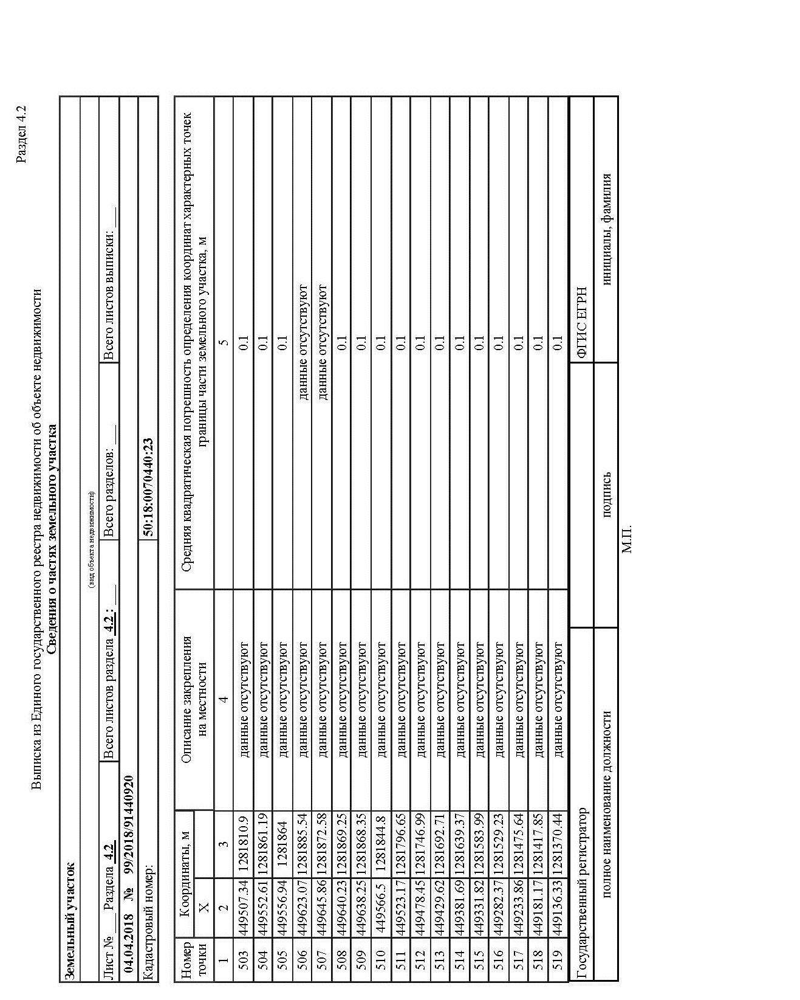 Раздел 4.2
Выписка из Единого государственного реестра недвижимости об объекте недвижимости
Сведения о частях земельного участка
Земельный участок
(вид объекта недвижимости)
Лист № ___ Раздела 4.2 Всего листов раздела 4.2 : ___ Всего разделов: ___ Всего листов выписки: ___
04.04.2018 № 99/2018/91440920
Кадастровый номер: 50:18:0070440:23
Номер точки Координаты, м Описание закрепления на местности Средняя квадратическая погрешность определения координат характерных точек границы части земельного участка, м
X
1 2 3 4 5
503 449507.34 1281810.9 данные отсутствуют 0.1
504 449552.61 1281861.19 данные отсутствуют 0.1
505 449556.94 1281864 данные отсутствуют 0.1
506 449623.07 1281885.54 данные отсутствуют данные отсутствуют
507 449645.86 1281872.58 данные отсутствуют данные отсутствуют
508 449640.23 1281869.25 данные отсутствуют 0.1
509 449638.25 1281868.35 данные отсутствуют 0.1
510 449566.5 1281844.8 данные отсутствуют 0.1
511 449523.17 1281796.65 данные отсутствуют 0.1
512 449478.45 1281746.99 данные отсутствуют 0.1
513 449429.62 1281692.71 данные отсутствуют 0.1
514 449381.69 1281639.37 данные отсутствуют 0.1
515 449331.82 1281583.99 данные отсутствуют 0.1
516 449282.37 1281529.23 данные отсутствуют 0.1
517 449233.86 1281475.64 данные отсутствуют 0.1
518 449181.17 1281417.85 данные отсутствуют 0.1
519 449136.33 1281370.44 данные отсутствуют 0.1
Государственный регистратор ФГИС ЕГРН
полное наименование должности подпись инициалы, фамилия
М.П.